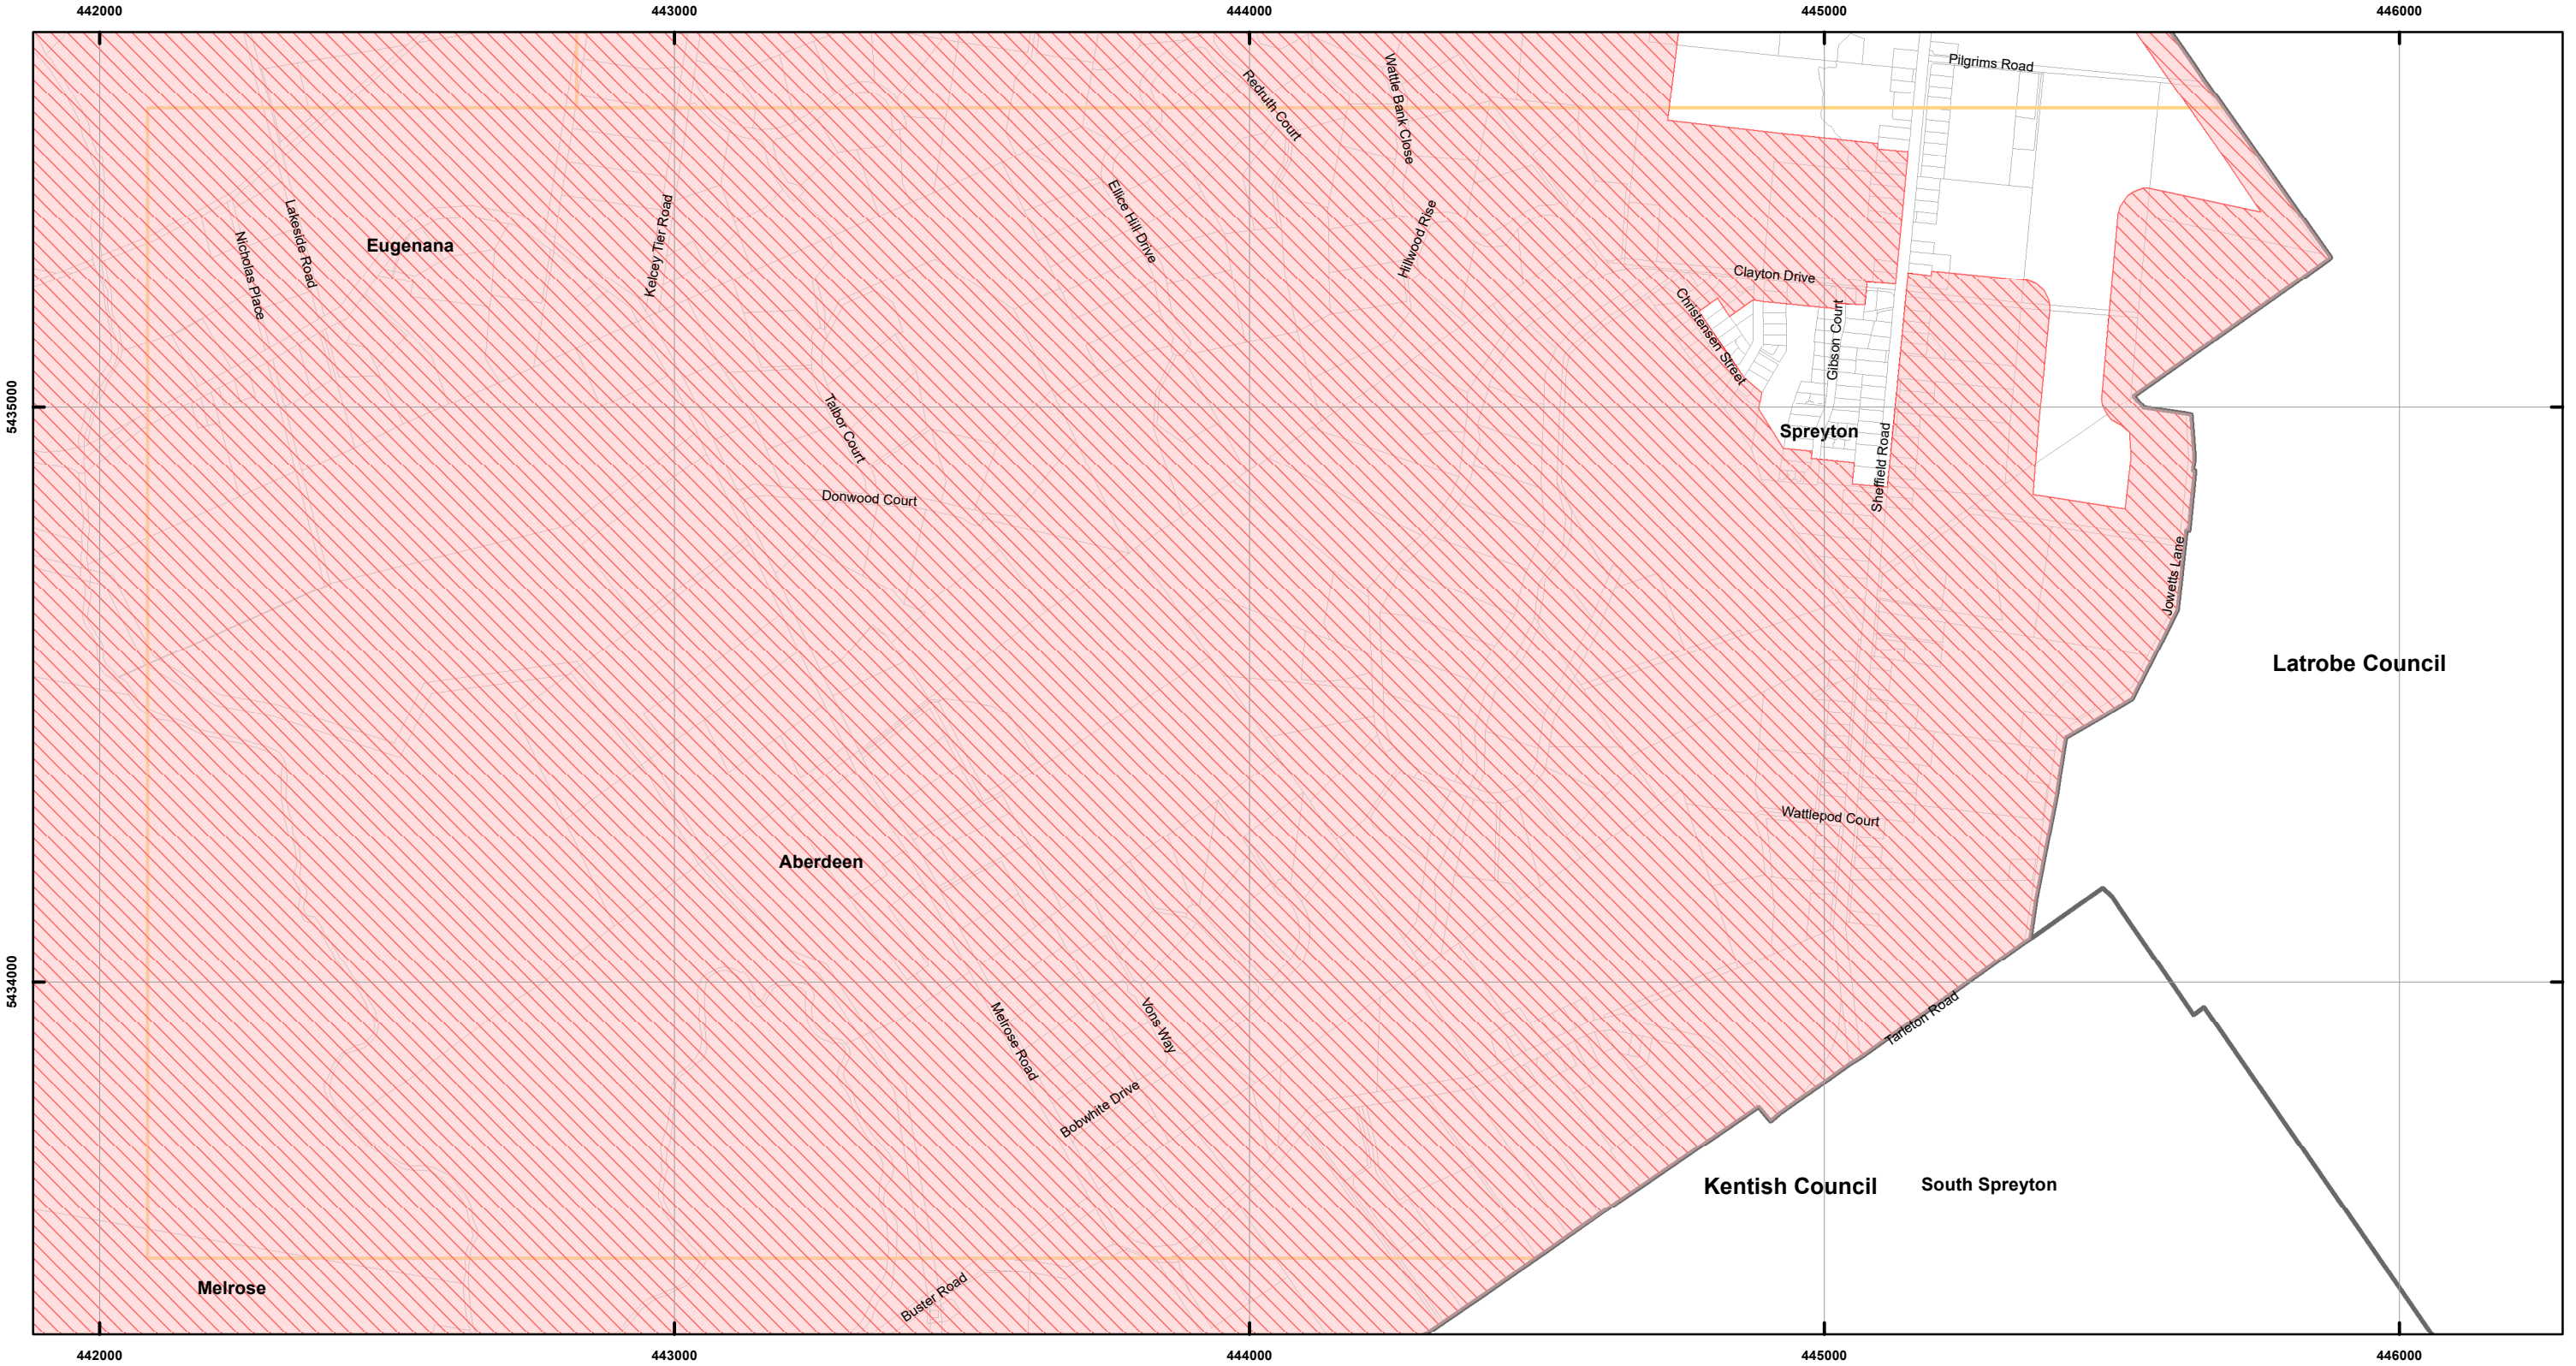 442000
443000
444000
445000
446000
Pilgrims Road
Wattle Bank Close
Redruth Court
Ellice Hill Drive
Hillwood Rise
Lakeside Road
Nicholas Place
Eugenana
Kelcey Tier Road
Clayton Drive
Christensen Street
Gibson Court
5435000
Talbor Court
Spreyton
Sheffield Road
Donwood Court
Jowetts Lane
Latrobe Council
Wattlepod Court
Aberdeen
5434000
Melrose Road
Vons Way
Tarleton Road
Bobwhite Drive
Kentish Council
South Spreyton
Melrose
Buster Road
442000
443000
444000
445000
446000